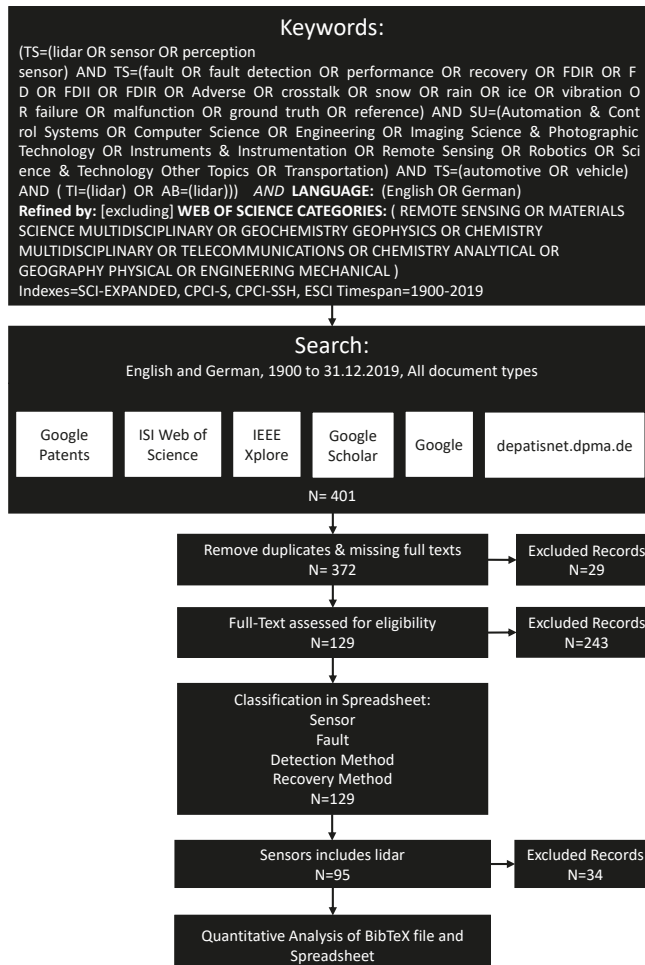 Keywords:
(TS=(lidar OR sensor OR perception
sensor) AND TS=(fault OR fault detection OR performance OR recovery OR FDIR OR F
D OR FDII OR FDIR OR Adverse OR crosstalk OR snow OR rain OR ice OR vibration O
R failure OR malfunction OR ground truth OR reference) AND SU=(Automation & Cont
rol Systems OR Computer Science OR Engineering OR Imaging Science & Photographic
Technology OR Instruments & Instrumentation OR Remote Sensing OR Robotics OR Sci
ence & Technology Other Topics OR Transportation) AND TS=(automotive OR vehicle)
AND ( TI=(lidar) OR AB=(lidar))) AND LANGUAGE: (English OR German)
Refined by: [excluding] WEB OF SCIENCE CATEGORIES: ( REMOTE SENSING OR MATERIALS
SCIENCE MULTIDISCIPLINARY OR GEOCHEMISTRY GEOPHYSICS OR CHEMISTRY
MULTIDISCIPLINARY OR TELECOMMUNICATIONS OR CHEMISTRY ANALYTICAL OR
GEOGRAPHY PHYSICAL OR ENGINEERING MECHANICAL )
Indexes=SCI-EXPANDED, CPCI-S, CPCI-SSH, ESCI Timespan=1900-2019
Search:
English and German, 1900 to 31.12.2019, All document types
Google
Patents
ISI Web of
Science
IEEE
Xplore
Google
Scholar
Google
depatisnet.dpma.de
N= 401
Remove duplicates & missing full texts
N= 372
Excluded Records
N=29
Full-Text assessed for eligibility
N=129
Excluded Records
N=243
Classification in Spreadsheet:
Sensor
Fault
Detection Method
Recovery Method
N=129
Sensors includes lidar
N=95
Excluded Records
N=34
Quantitative Analysis of BibTeX file and
Spreadsheet